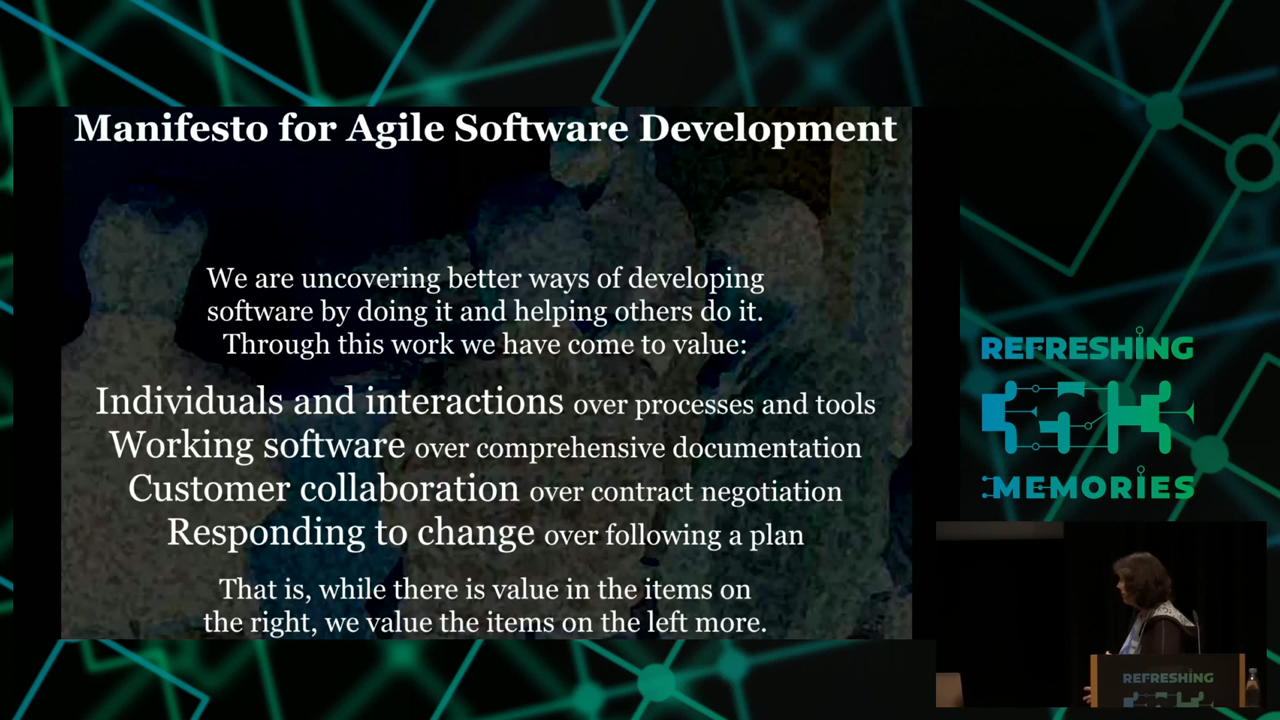 Manifesto for Agile Software Development
We are uncovering better ways of developing
software by doing it and helping others do it.
Through this work we have come to value:
Individuals and interactions over processes and tools
Working software over comprehensive documentation
Customer collaboration over contract negotiation
Responding to change over following a plan
That is, while there is value in the items on
the right, we value the items on the left more.
REFRESHING
MEMORIES
REFRESHING